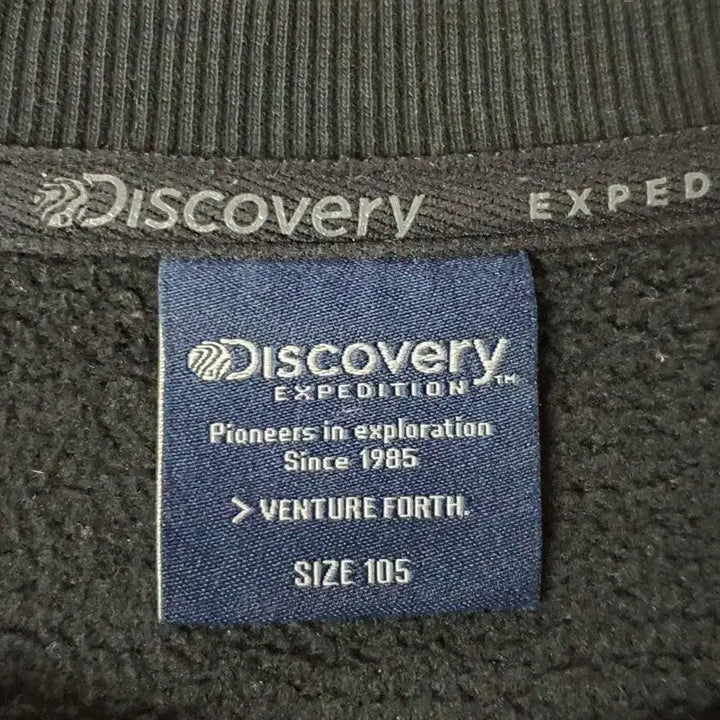 Discovery EXPED
Discovery
EXPEDITION™
Pioneers in exploration
Since 1985
> VENTURE FORTH.
SIZE 105